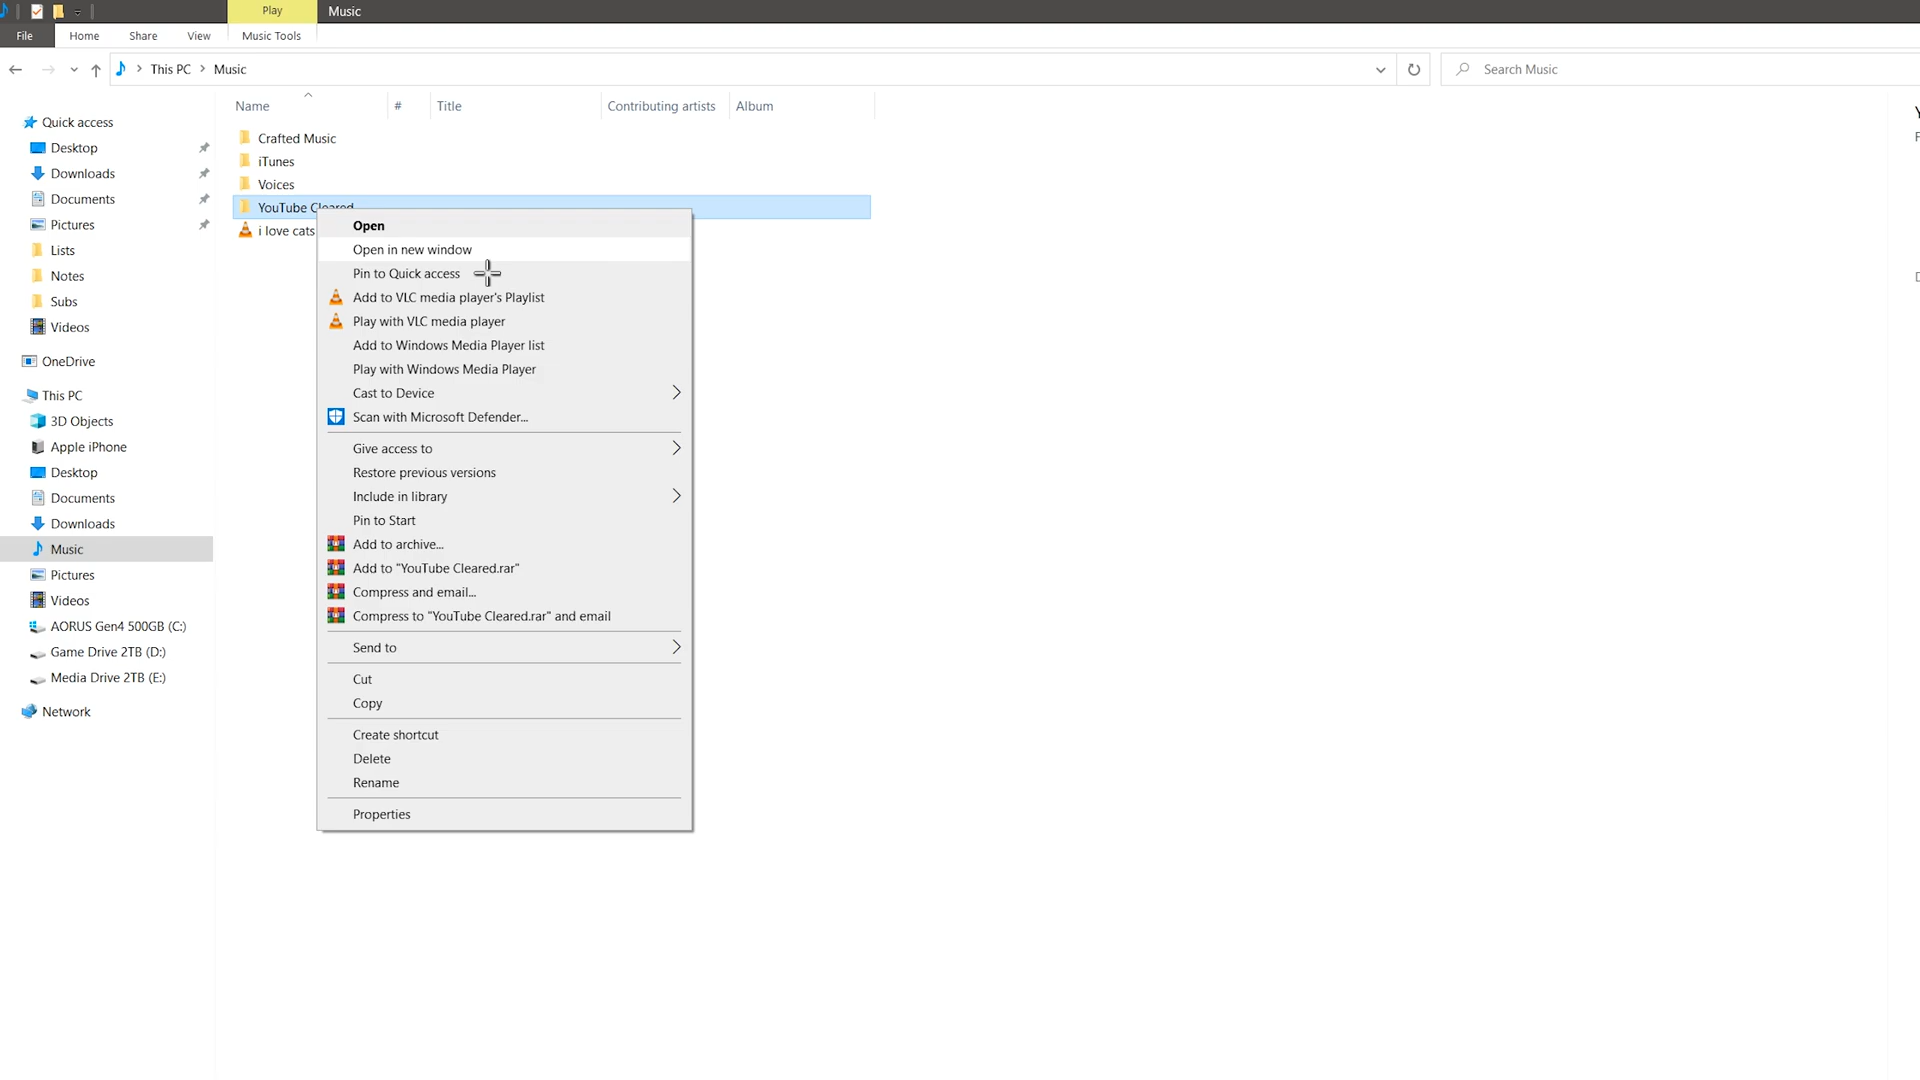 Play
Music
File
Home
Share
View
Music Tools
This PC
Music
Search Music
Name
#
Title
Contributing artists
Album
Quick access
Desktop
Downloads
Documents
Pictures
Lists
Notes
Subs
Videos
OneDrive
This PC
3D Objects
Apple iPhone
Desktop
Documents
Downloads
Music
Pictures
Videos
AORUS Gen4 500GB (C:)
Game Drive 2TB (D:)
Media Drive 2TB (E:)
Network
Crafted Music
iTunes
Voices
YouTube Cleared
i love cats
Open
Open in new window
Pin to Quick access
Add to VLC media player's Playlist
Play with VLC media player
Add to Windows Media Player list
Play with Windows Media Player
Cast to Device
Scan with Microsoft Defender...
Give access to
Restore previous versions
Include in library
Pin to Start
Add to archive...
Add to "YouTube Cleared.rar"
Compress and email...
Compress to "YouTube Cleared.rar" and email
Send to
Cut
Copy
Create shortcut
Delete
Rename
Properties